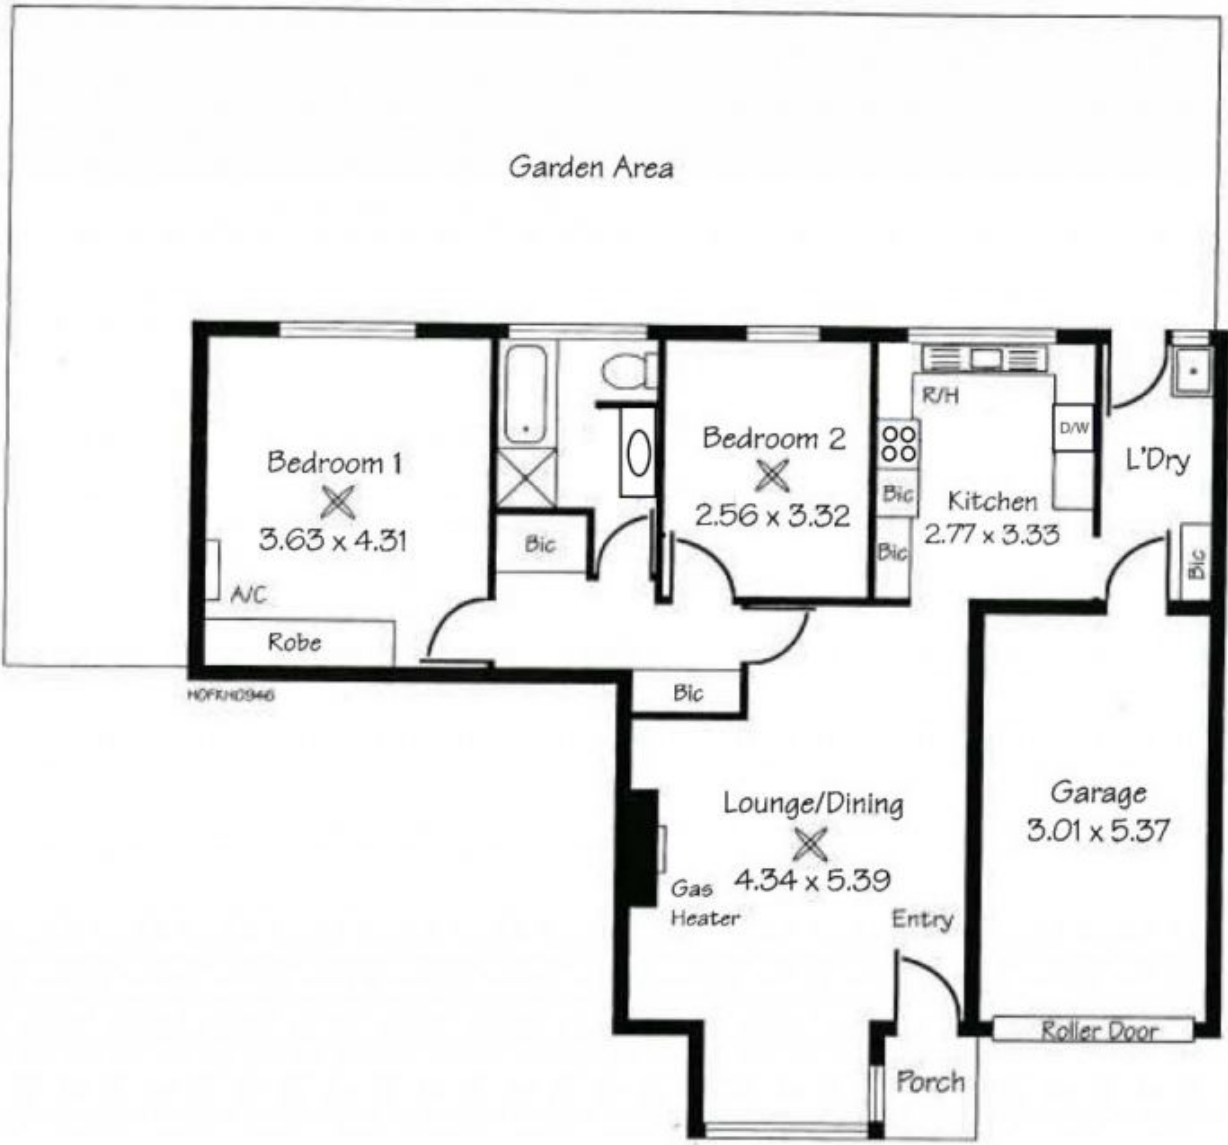 Garden Area
Bedroom 1
3.63 x 4.31
A/C
Robe
HOFKH0946
Bic
Bedroom 2
2.56 x 3.32
R/H
D/W
Bic
Bic
Kitchen
2.77 x 3.33
L'Dry
Bic
Bic
Lounge/Dining
4.34 x 5.39
Gas
Heater
Entry
Garage
3.01 x 5.37
Roller Door
Porch